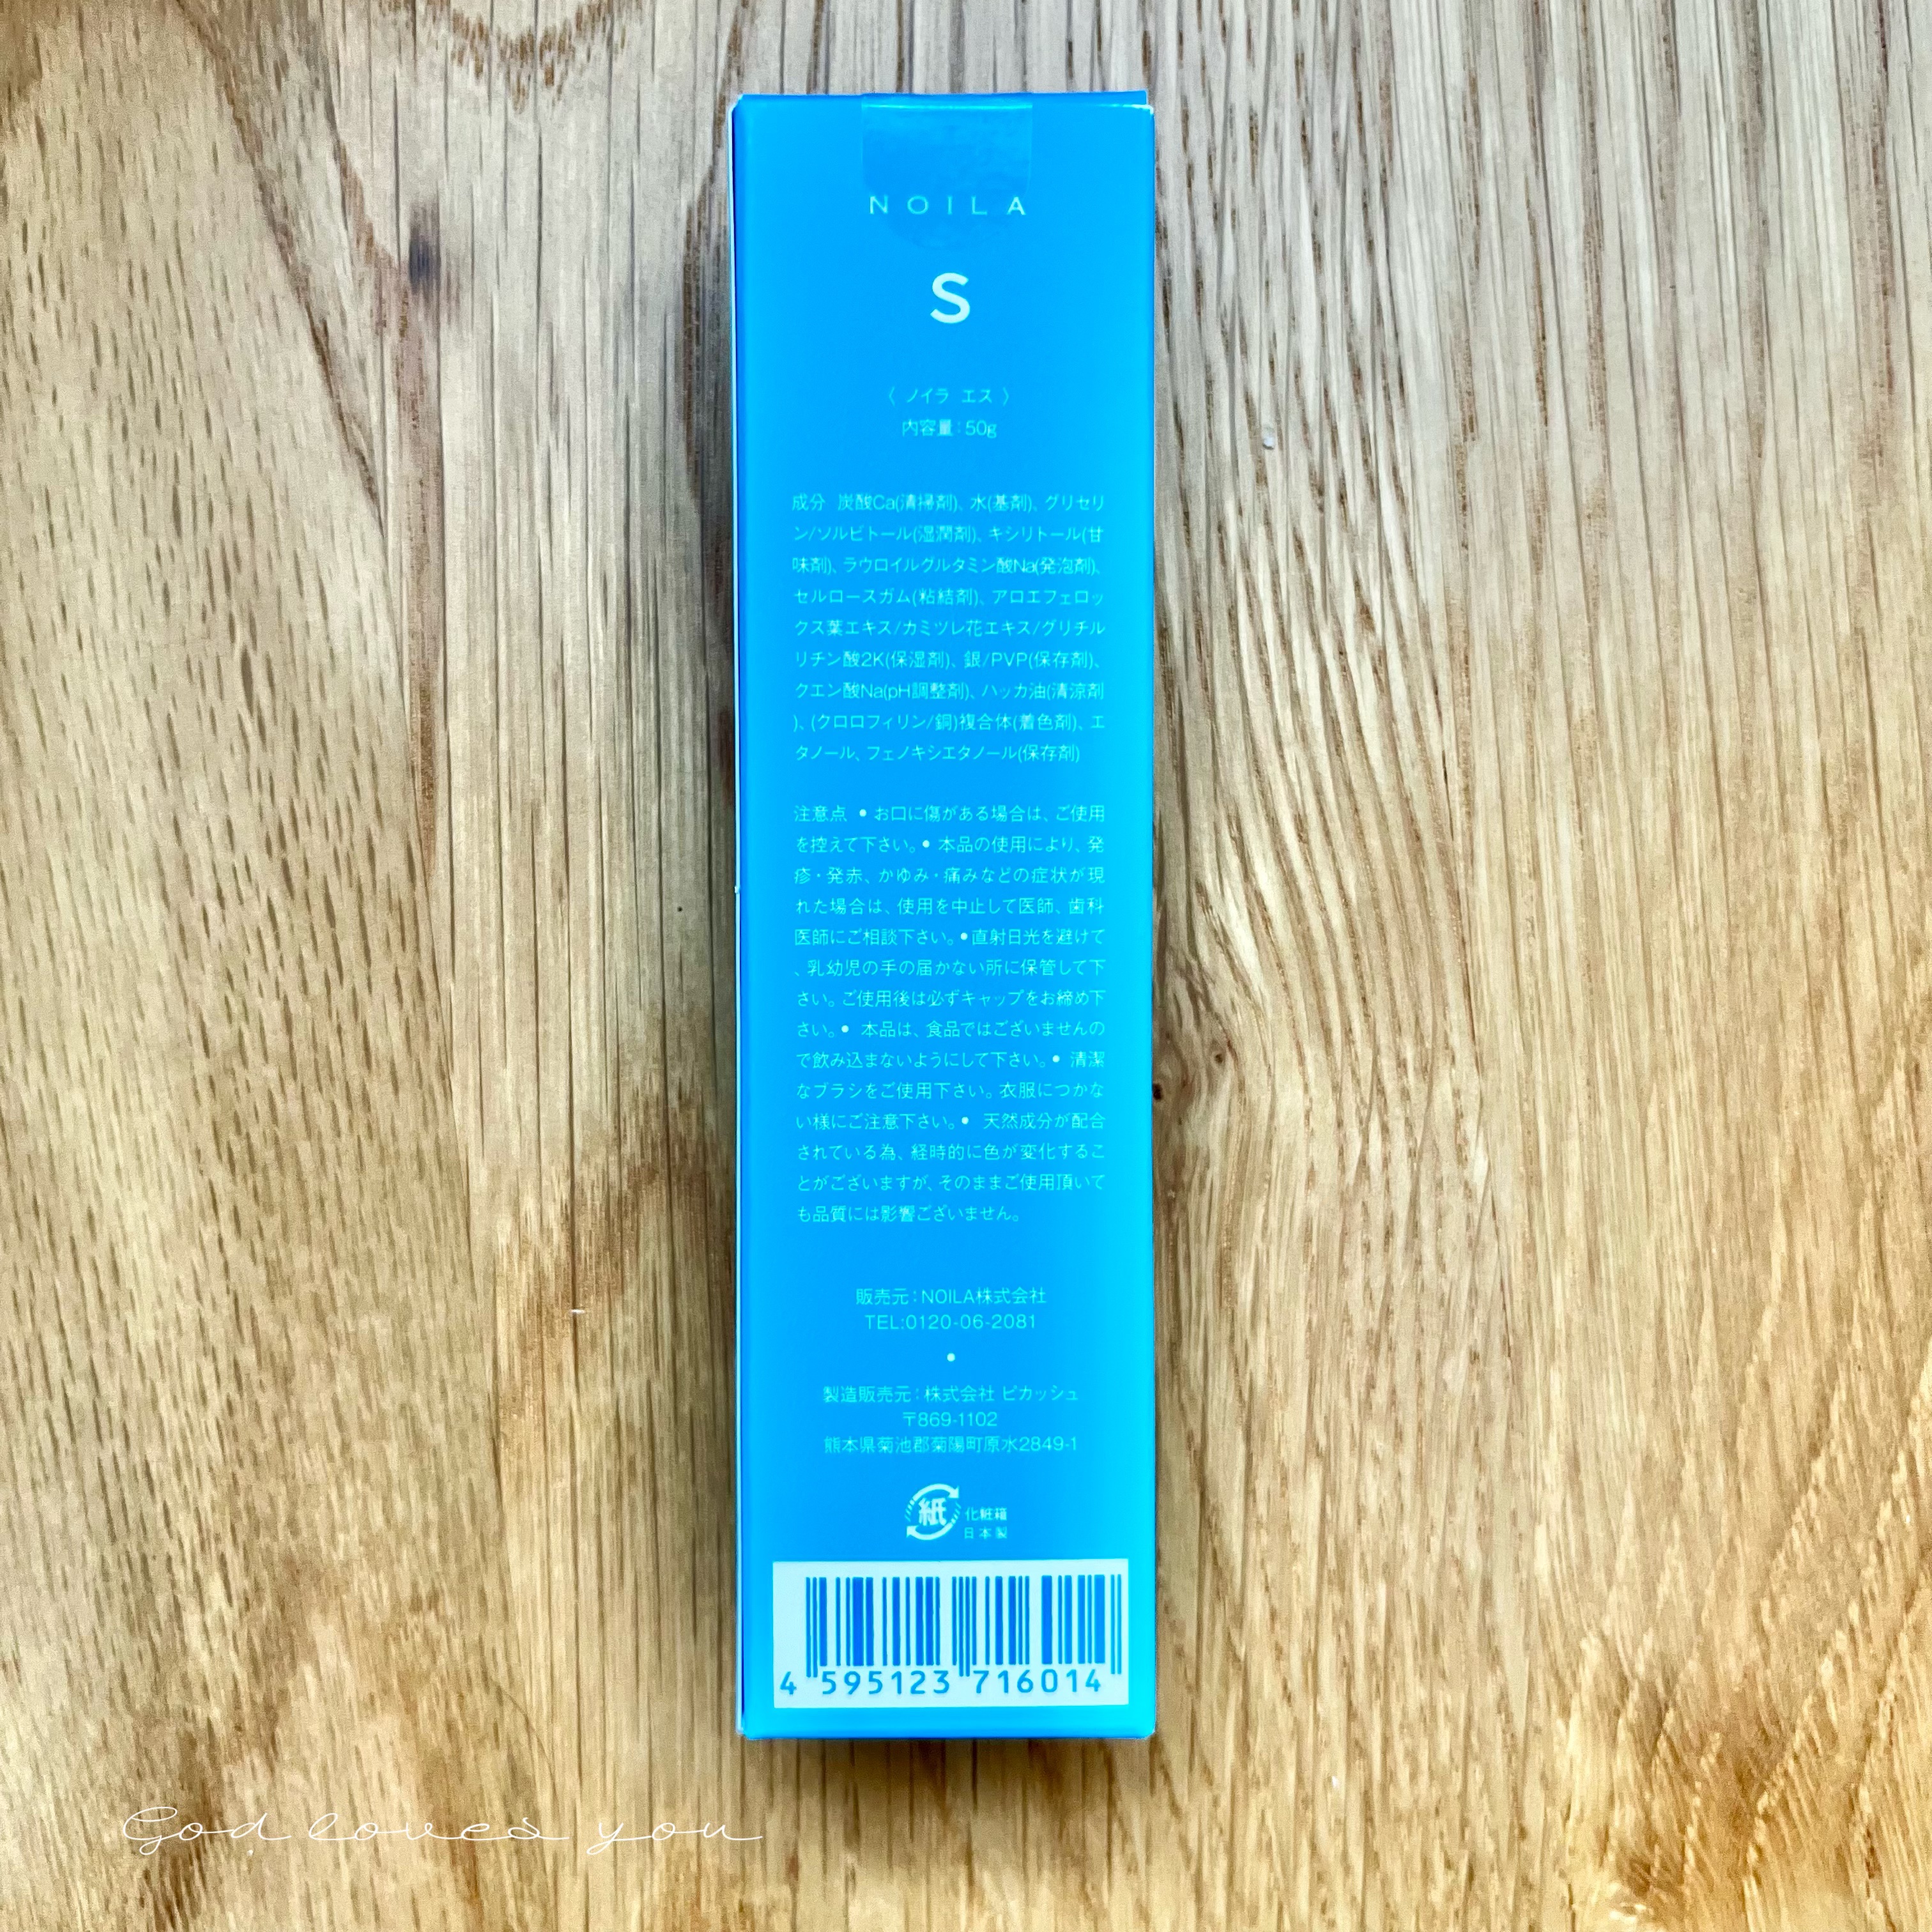 NOILA
S
〈 ノイラ エス 〉
内容量：50g
成分 炭酸Ca(清掃剤)、水(基剤)、グリセリ
ン/ソルビトール(湿潤剤)、キシリトール(甘
味剤)、ラウロイルグルタミン酸Na(発泡剤)、
セルロースガム(粘結剤)、アロエフェロッ
クス葉エキス/カミツレ花エキス/グリチル
リチン酸2K(保湿剤)、銀/PVP(保存剤)、
クエン酸Na(pH調整剤)、ハッカ油(清涼剤
)、(クロロフィリン/銅)複合体(着色剤)、エ
タノール、フェノキシエタノール(保存剤)
注意点 ● お口に傷がある場合は、ご使用
を控えて下さい。● 本品の使用により、発
疹・発赤、かゆみ・痛みなどの症状が現
れた場合は、使用を中止して医師、歯科
医師にご相談下さい。●直射日光を避けて
、乳幼児の手の届かない所に保管して下
さい。ご使用後は必ずキャップをお締め下
さい。● 本品は、食品ではございませんの
で飲み込まないようにして下さい。● 清潔
なブラシをご使用下さい。衣服につかな
い様にご注意下さい。● 天然成分が配合
されている為、経時的に色が変化するこ
とがございますが、そのままご使用頂いて
も品質には影響ございません。
販売元：NOILA株式会社
TEL:0120-06-2081
●
製造販売元：株式会社 ピカッシュ
〒869-1102
熊本県菊池郡菊陽町原水2849-1
紙 化粧箱
日本製
4 595123 716014
God loves you